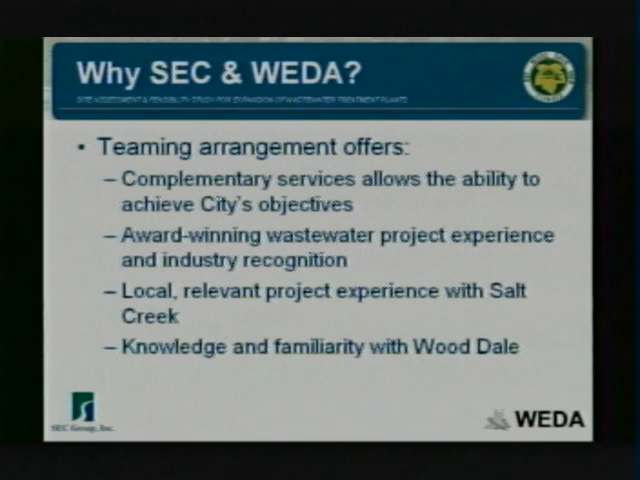 Why SEC & WEDA?
SITE ASSESSMENT & FEASIBILITY STUDY FOR EXPANSION OF WASTEWATER TREATMENT PLANTS
• Teaming arrangement offers:
– Complementary services allows the ability to
achieve City's objectives
– Award-winning wastewater project experience
and industry recognition
– Local, relevant project experience with Salt
Creek
– Knowledge and familiarity with Wood Dale
SEC Group, Inc.
WEDA